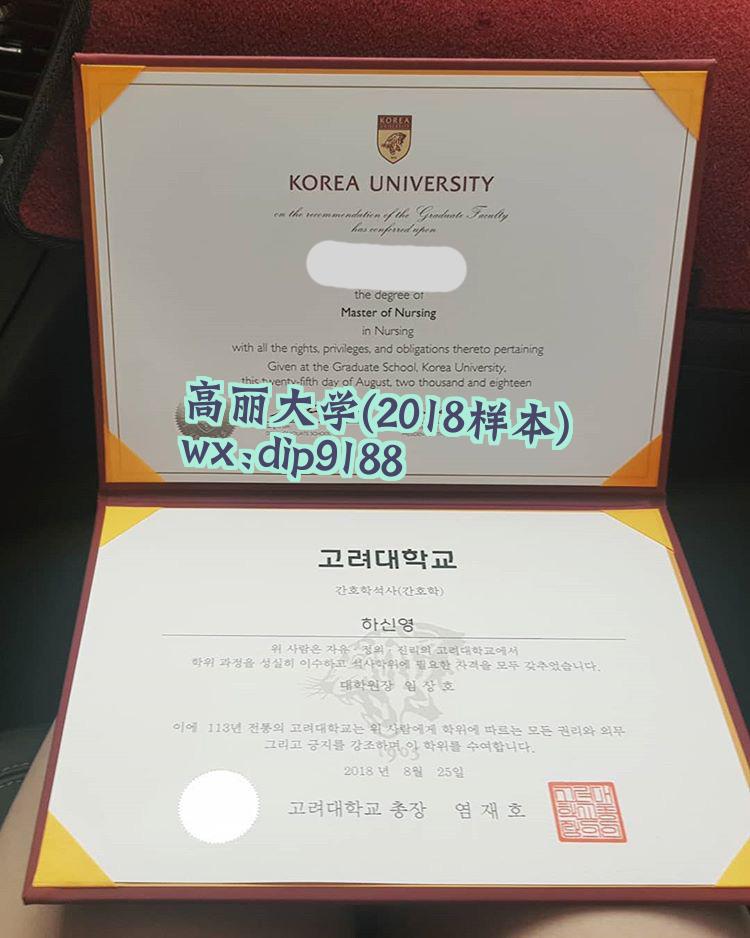 KOREA
UNIVERSITY
KOREA UNIVERSITY
on the recommendation of the Graduate Faculty
has conferred upon
the degree of
Master of Nursing
in Nursing
with all the rights, privileges, and obligations thereto pertaining
Given at the Graduate School, Korea University,
this twenty-fifth day of August, two thousand and eighteen
高丽大学(2018样本)
wx:dip9188
고려대학교
간호학석사(간호학)
하신영
위 사람은 자유·정의·진리의 고려대학교에서
학위 과정을 성실히 이수하고 석사학위에 필요한 자격을 모두 갖추었습니다.
대학원장 임상호
이에 113년 전통의 고려대학교는 위 사람에게 학위에 따르는 모든 권리와 의무
그리고 긍지를 강조하며 이 학위를 수여합니다.
1905
2018년 8월 25일
고려대학교 총장 염재호